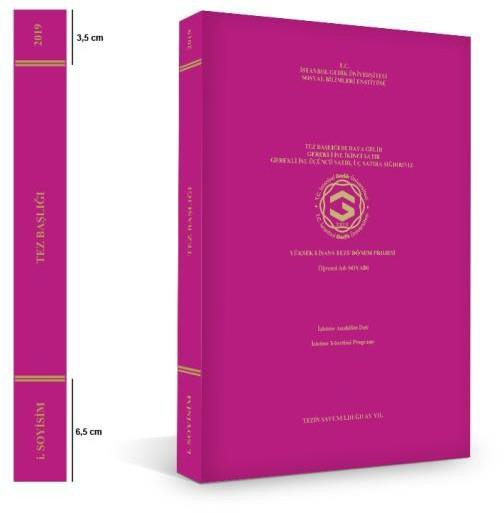 2019
3,5 cm
TEZ BAŞLIĞI
i. SOYİSİM
6,5 cm
2019
TEZ BAŞLIĞI
i. SOYİSİM
T.C.
İSTANBUL GEDİK ÜNİVERSİTESİ
SOSYAL BİLİMLERİ ENSTİTÜSÜ
TEZ BAŞLIĞI BURAYA GELİR
GEREKLİ İSE İKİNCİ SATIR
GEREKLİ İSE ÜÇÜNCÜ SATIR, ÜÇ SATIRA SIĞDIRINIZ
T.C. İstanbul Gedik Üniversitesi
T.C. İstanbul Gedik Üniversitesi
YÜKSEK LİSANS TEZİ/ DÖNEM PROJESİ
Öğrenci Adı SOYADI
İşletme Anabilim Dalı
İşletme Yönetimi Programı
TEZİN SAVUNULDUĞU AY YIL